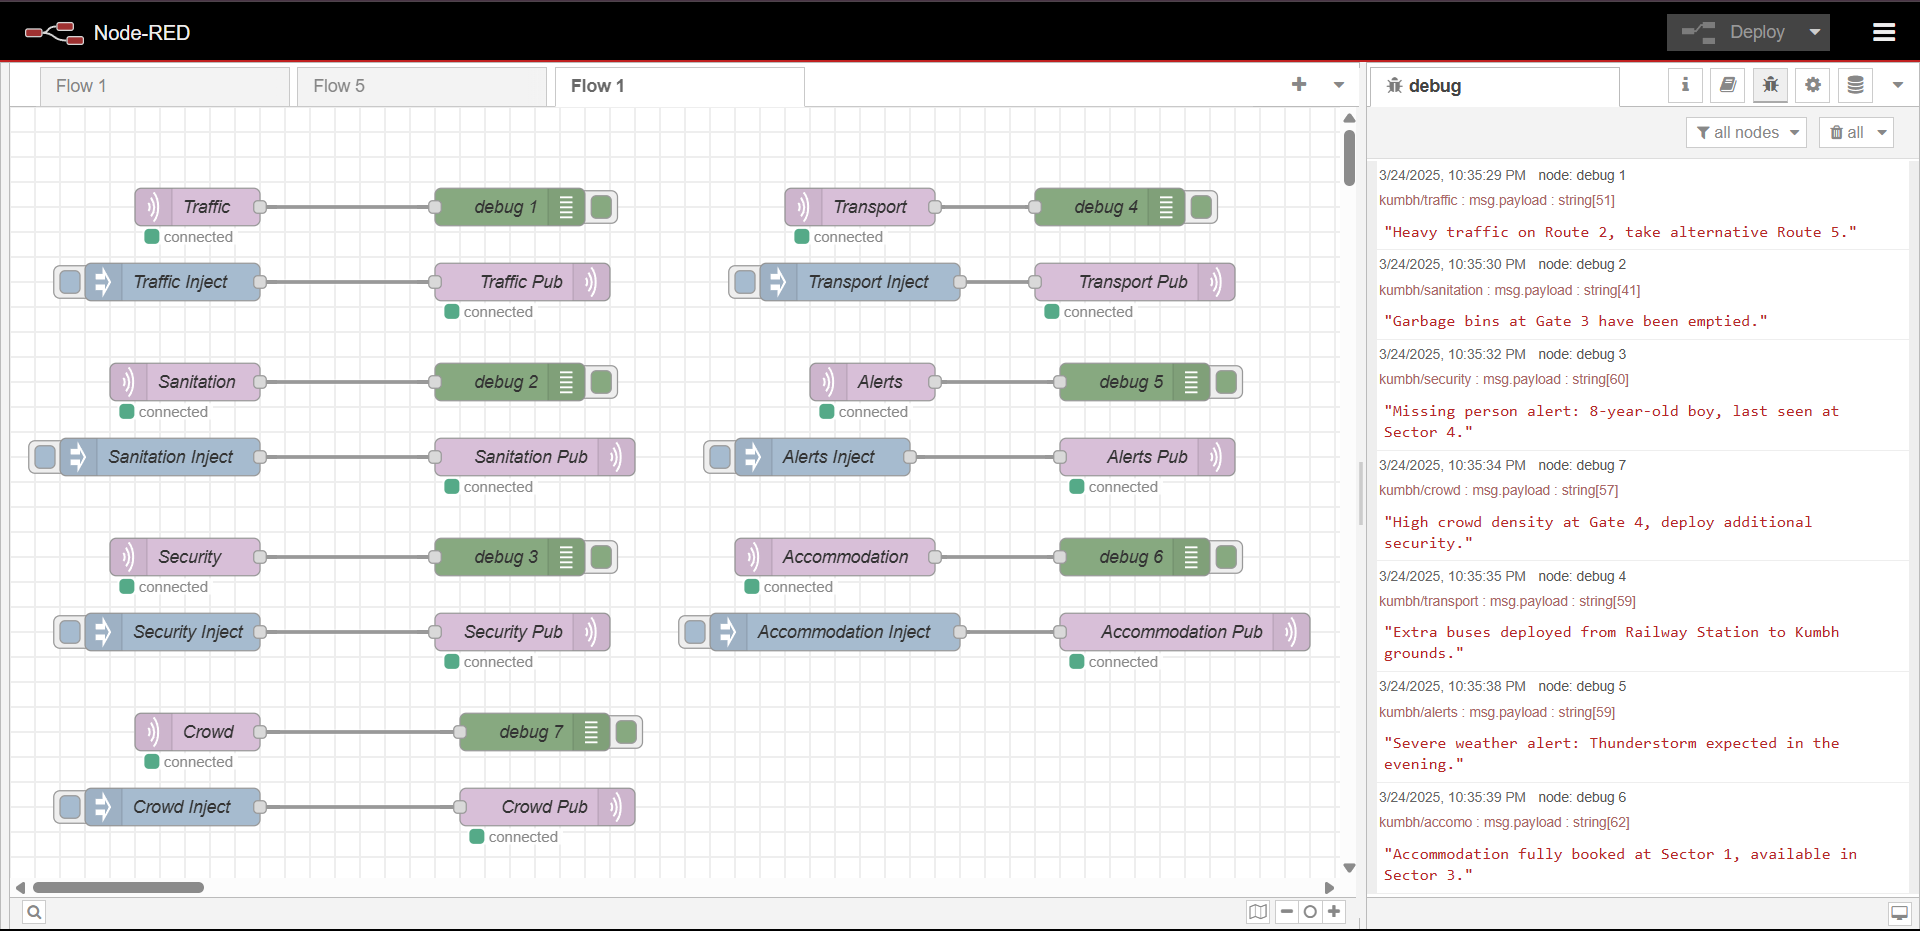 Node-RED
Deploy
Flow 1
Flow 5
Flow 1
debug
all nodes
all
Traffic
connected
debug 1
Traffic Inject
Traffic Pub
connected
Sanitation
connected
debug 2
Sanitation Inject
Sanitation Pub
connected
Security
connected
debug 3
Security Inject
Security Pub
connected
Crowd
connected
debug 7
Crowd Inject
Crowd Pub
connected
Transport
connected
debug 4
Transport Inject
Transport Pub
connected
Alerts
connected
debug 5
Alerts Inject
Alerts Pub
connected
Accommodation
connected
debug 6
Accommodation Inject
Accommodation Pub
connected
3/24/2025, 10:35:29 PM node: debug 1
kumbh/traffic : msg.payload : string[51]
"Heavy traffic on Route 2, take alternative Route 5."
3/24/2025, 10:35:30 PM node: debug 2
kumbh/sanitation : msg.payload : string[41]
"Garbage bins at Gate 3 have been emptied."
3/24/2025, 10:35:32 PM node: debug 3
kumbh/security : msg.payload : string[60]
"Missing person alert: 8-year-old boy, last seen at
Sector 4."
3/24/2025, 10:35:34 PM node: debug 7
kumbh/crowd : msg.payload : string[57]
"High crowd density at Gate 4, deploy additional
security."
3/24/2025, 10:35:35 PM node: debug 4
kumbh/transport : msg.payload : string[59]
"Extra buses deployed from Railway Station to Kumbh
grounds."
3/24/2025, 10:35:38 PM node: debug 5
kumbh/alerts : msg.payload : string[59]
"Severe weather alert: Thunderstorm expected in the
evening."
3/24/2025, 10:35:39 PM node: debug 6
kumbh/accomo : msg.payload : string[62]
"Accommodation fully booked at Sector 1, available in
Sector 3."